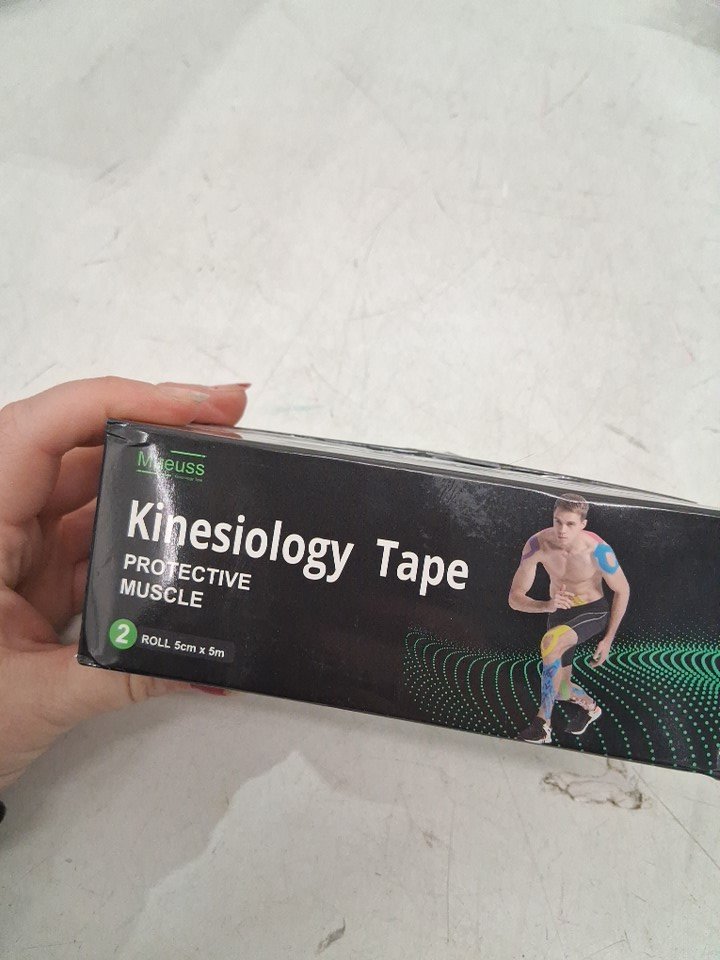 Mueuss
Kinesiology Tape
PROTECTIVE
MUSCLE
2 ROLL 5cm x 5m